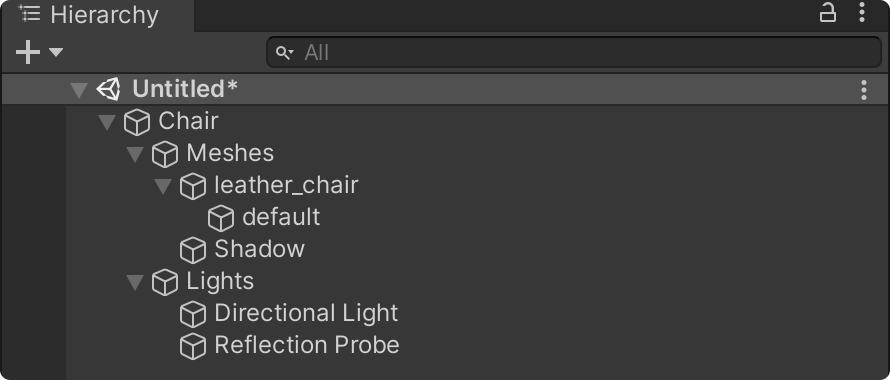 Hierarchy
All
Untitled*
Chair
Meshes
leather_chair
default
Shadow
Lights
Directional Light
Reflection Probe